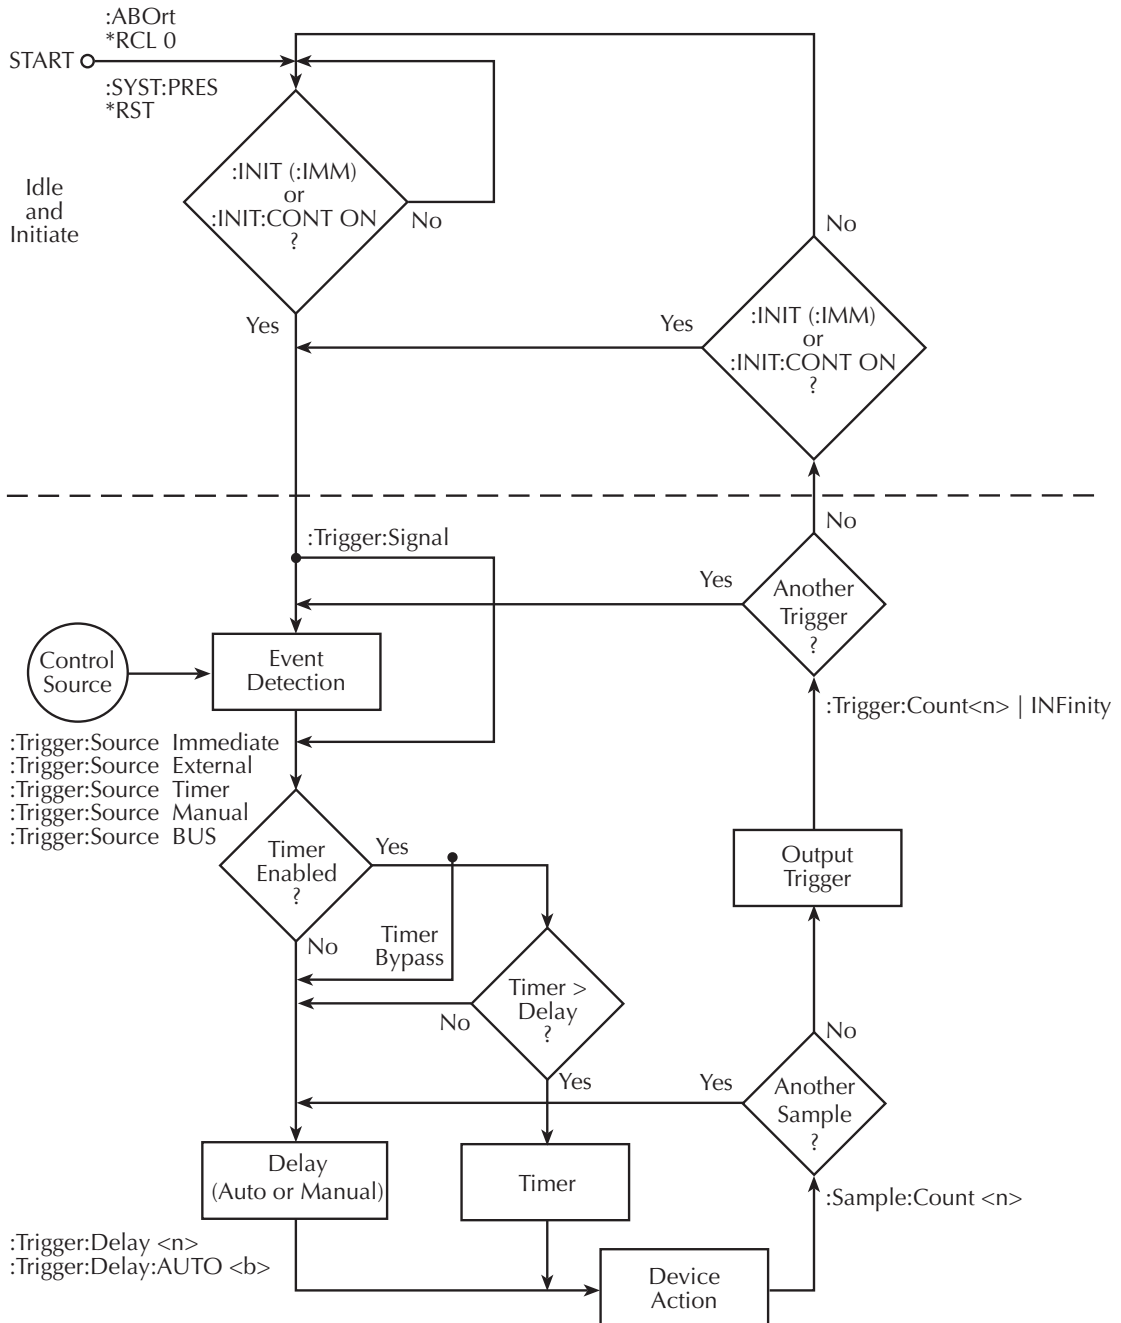 :ABOrt
*RCL 0
START
:SYST:PRES
*RST
Idle
and
Initiate
:INIT (:IMM)
or
:INIT:CONT ON
?
No
Yes
No
:INIT (:IMM)
or
:INIT:CONT ON
?
Yes
No
:Trigger:Signal
Yes
Another
Trigger
?
Control
Source
Event
Detection
:Trigger:Count<n> | INFinity
:Trigger:Source Immediate
:Trigger:Source External
:Trigger:Source Timer
:Trigger:Source Manual
:Trigger:Source BUS
Timer
Enabled
?
Yes
No
Timer
Bypass
Output
Trigger
Timer >
Delay
?
No
Yes
No
Yes
Another
Sample
?
Delay
(Auto or Manual)
Timer
:Sample:Count <n>
:Trigger:Delay <n>
:Trigger:Delay:AUTO <b>
Device
Action